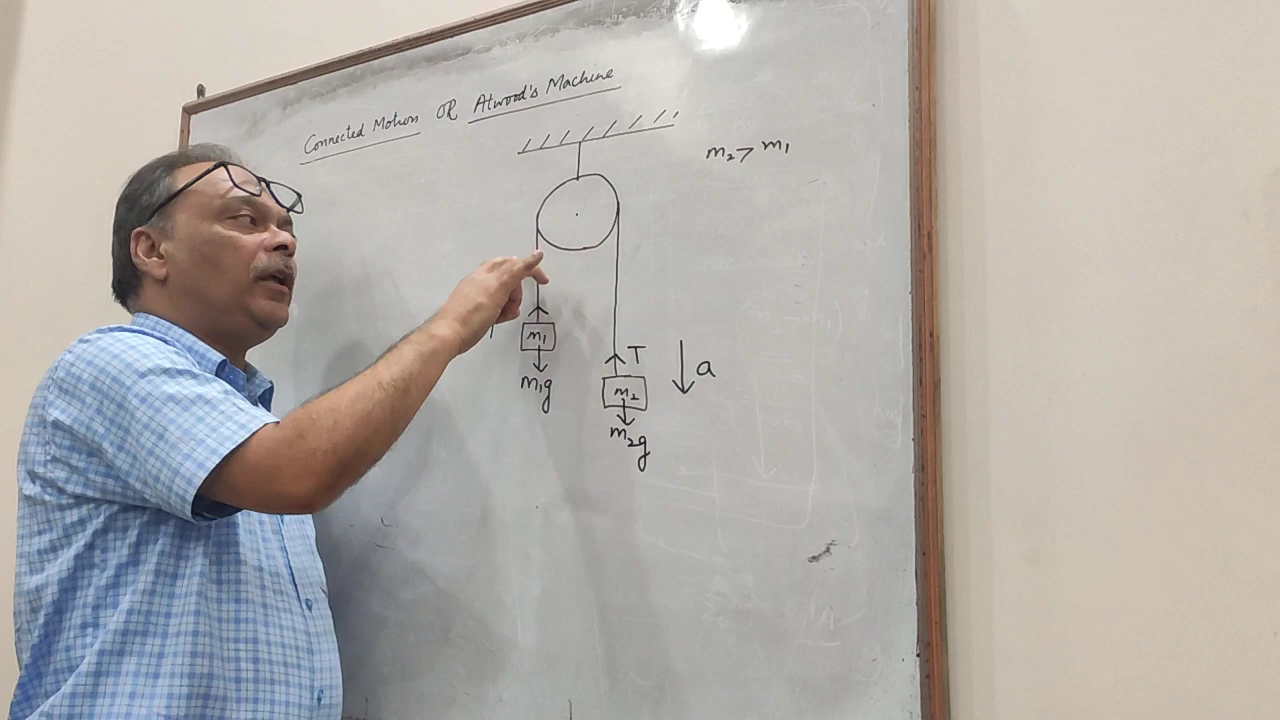 Connected Motion OR Atwood's Machine
m₂ > m₁
m₁
m₁g
T
a
m₂
m₂g